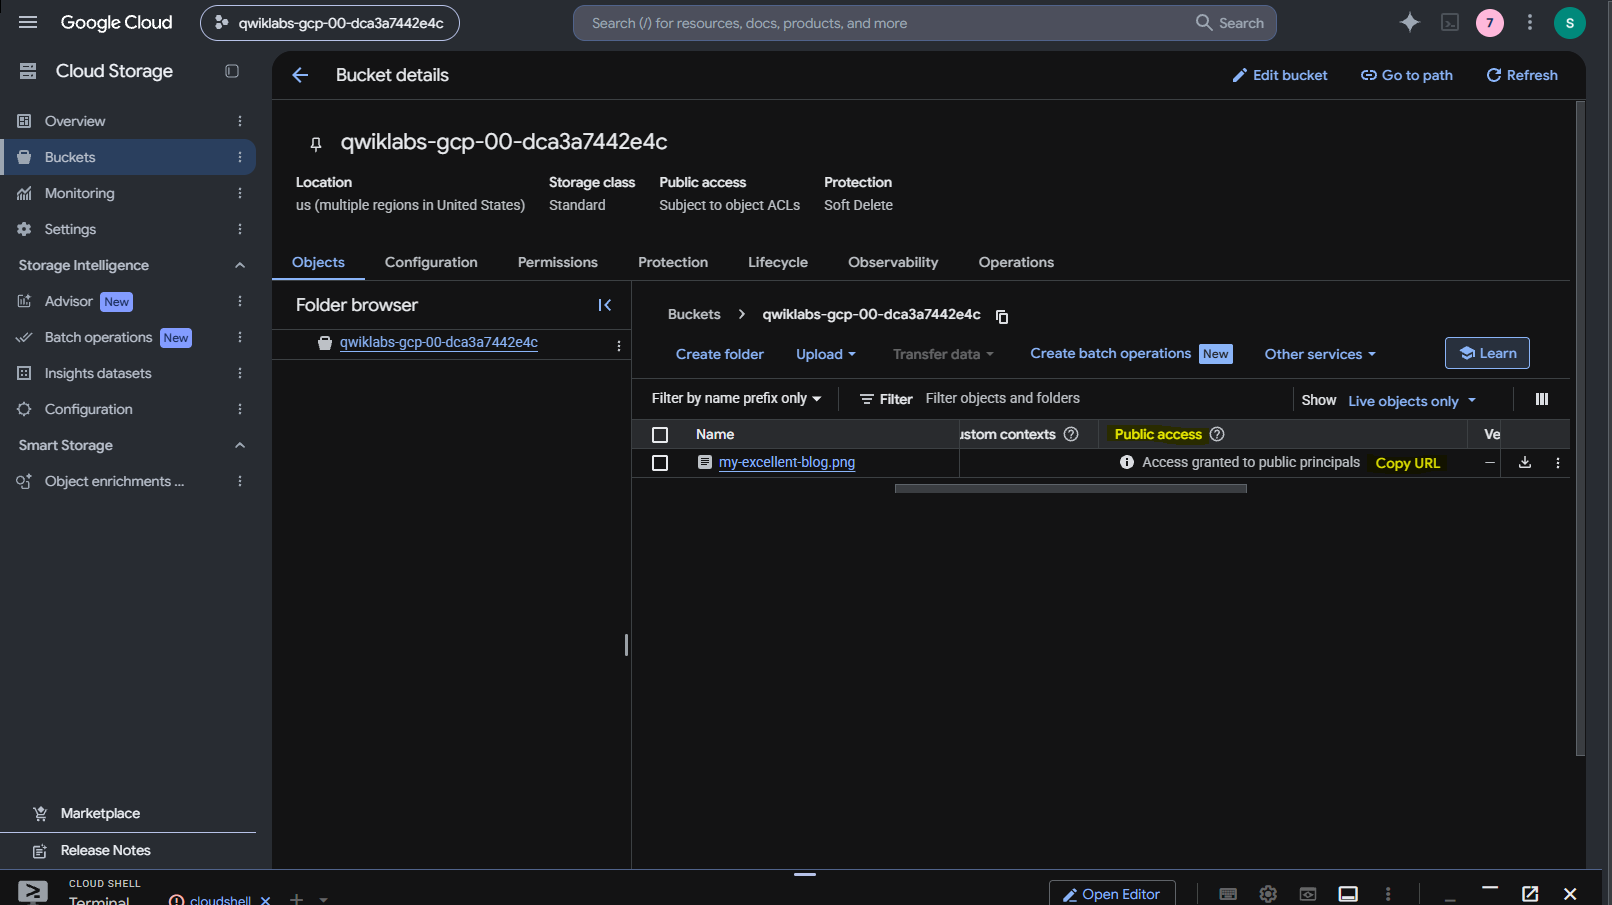 Google Cloud
qwiklabs-gcp-00-dca3a7442e4c
Search (/) for resources, docs, products, and more
Search
7
S
Cloud Storage
Bucket details
Edit bucket
Go to path
Refresh
Overview
Buckets
Monitoring
Settings
Storage Intelligence
Advisor New
Batch operations New
Insights datasets
Configuration
Smart Storage
Object enrichments ...
Marketplace
Release Notes
qwiklabs-gcp-00-dca3a7442e4c
Location Storage class Public access Protection
us (multiple regions in United States) Standard Subject to object ACLs Soft Delete
Objects Configuration Permissions Protection Lifecycle Observability Operations
Folder browser
qwiklabs-gcp-00-dca3a7442e4c
Buckets > qwiklabs-gcp-00-dca3a7442e4c
Create folder Upload Transfer data Create batch operations New Other services Learn
Filter by name prefix only Filter Filter objects and folders Show Live objects only
Name ustom contexts Public access Ve
my-excellent-blog.png Access granted to public principals Copy URL –
CLOUD SHELL
Terminal cloudshell Open Editor